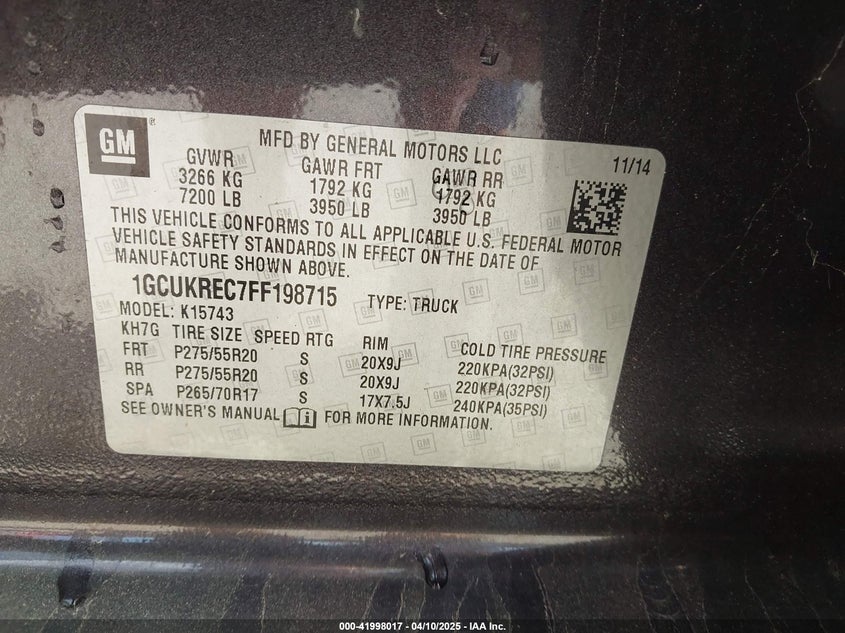 GM
MFD BY GENERAL MOTORS LLC
11/14
GVWR GAWR FRT GAWR RR
3266 KG 1792 KG 1792 KG
7200 LB 3950 LB 3950 LB
THIS VEHICLE CONFORMS TO ALL APPLICABLE U.S. FEDERAL MOTOR
VEHICLE SAFETY STANDARDS IN EFFECT ON THE DATE OF
MANUFACTURE SHOWN ABOVE.
1GCUKREC7FF198715 TYPE: TRUCK
MODEL: K15743
KH7G TIRE SIZE SPEED RTG RIM COLD TIRE PRESSURE
FRT P275/55R20 S 20X9J 220KPA(32PSI)
RR P275/55R20 S 20X9J 220KPA(32PSI)
SPA P265/70R17 S 17X7.5J 240KPA(35PSI)
SEE OWNER'S MANUAL FOR MORE INFORMATION.
000-41998017 - 04/10/2025 - IAA Inc.